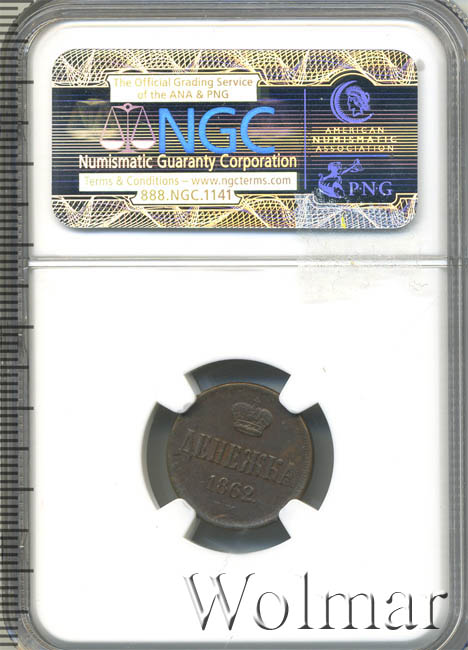 The Official Grading Service
of the ANA & PNG
NGC
Numismatic Guaranty Corporation
Terms & Conditions – www.ngcterms.com
888.NGC.1141
AMERICAN
NUMISMATIC
ASSOCIATION
PNG
ДЕНЕЖКА
1862
Wolmar